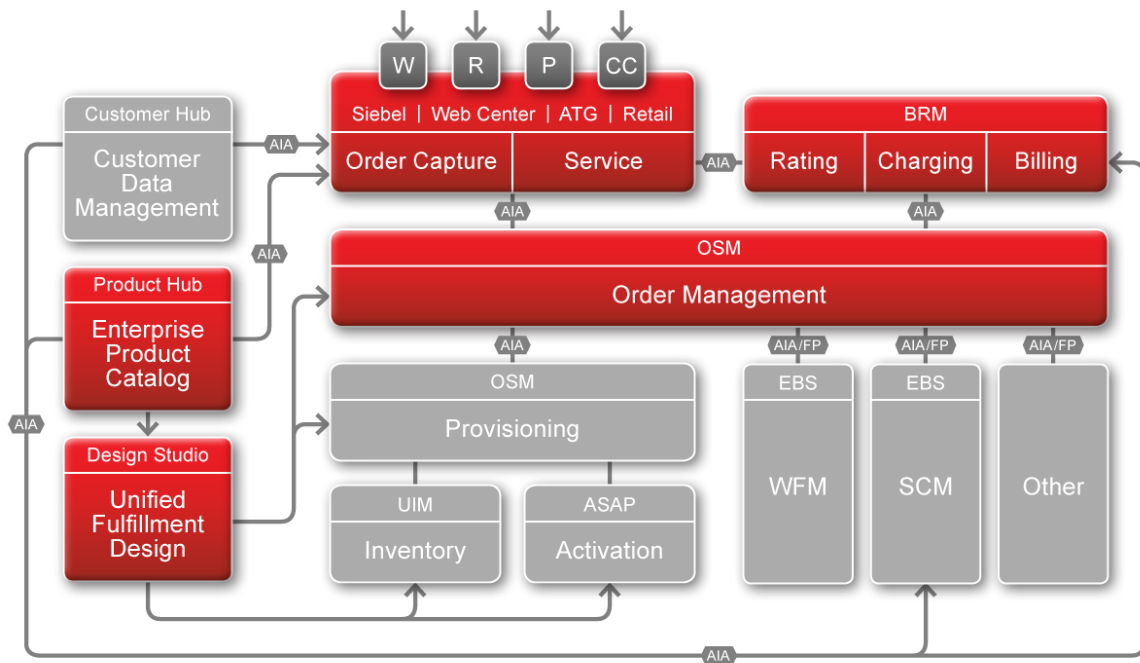 W
R
P
CC
Siebel | Web Center | ATG | Retail
Order Capture
Service
AIA
BRM
Rating
Charging
Billing
Customer Hub
Customer
Data
Management
AIA
AIA
AIA
AIA
OSM
Order Management
Product Hub
Enterprise
Product
Catalog
AIA
AIA
AIA/FP
AIA/FP
AIA/FP
OSM
Provisioning
EBS
WFM
EBS
SCM
Other
Design Studio
Unified
Fulfillment
Design
UIM
Inventory
ASAP
Activation
AIA